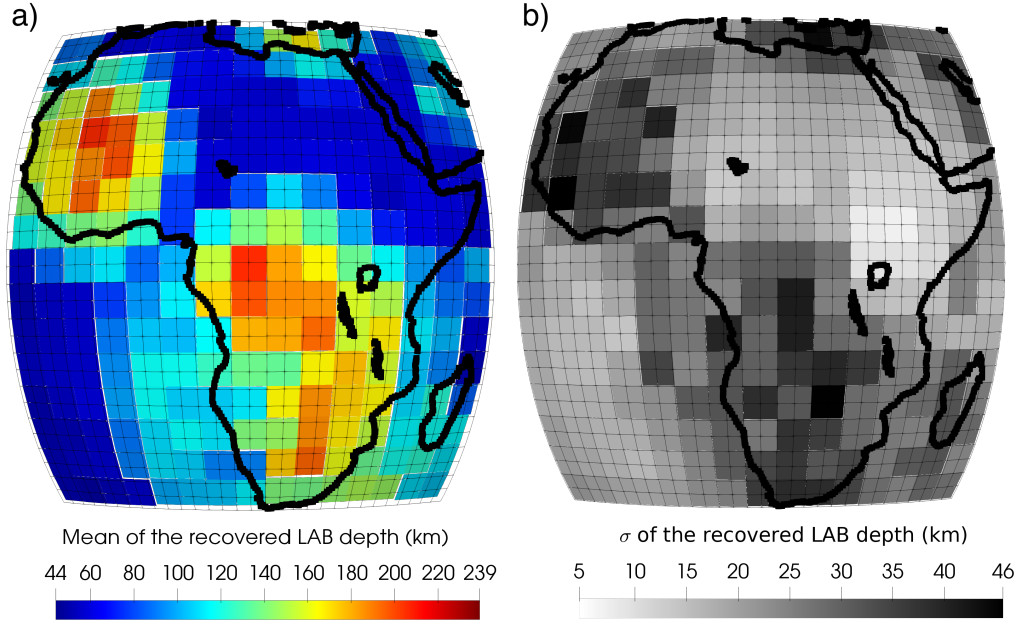 a)
b)
Mean of the recovered LAB depth (km)
44 60 80 100 120 140 160 180 200 220 239
σ of the recovered LAB depth (km)
5 10 15 20 25 30 35 40 46